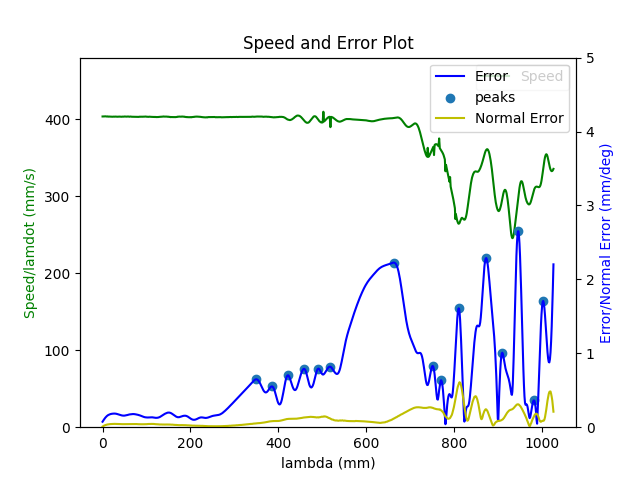 Speed and Error Plot
Error
Speed
peaks
Normal Error
Speed/lamdot (mm/s)
400
300
200
100
0
5
4
3
2
1
0
Error/Normal Error (mm/deg)
0
200
400
600
800
1000
lambda (mm)